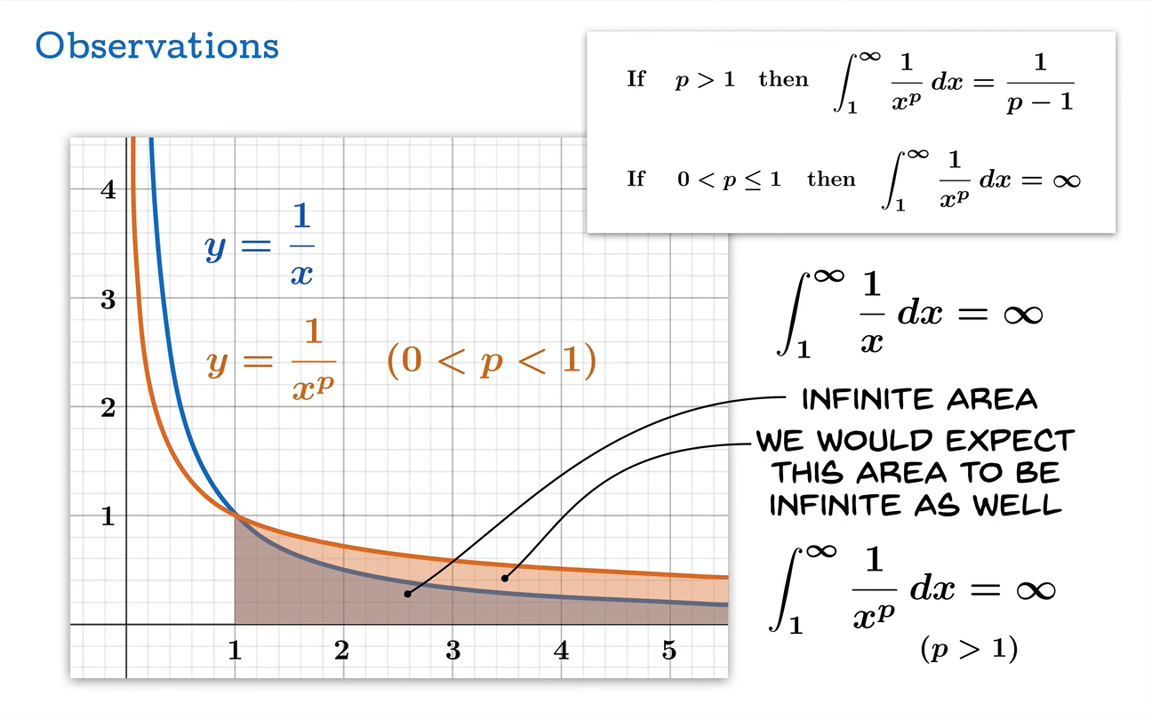 Observations
If p > 1 then ∫₁^∞ 1/x^p dx = 1/(p − 1)
If 0 < p ≤ 1 then ∫₁^∞ 1/x^p dx = ∞
y = 1/x
y = 1/x^p (0 < p < 1)
4
3
2
1
1 2 3 4 5
∫₁^∞ 1/x dx = ∞
INFINITE AREA
WE WOULD EXPECT
THIS AREA TO BE
INFINITE AS WELL
∫₁^∞ 1/x^p dx = ∞
(p > 1)